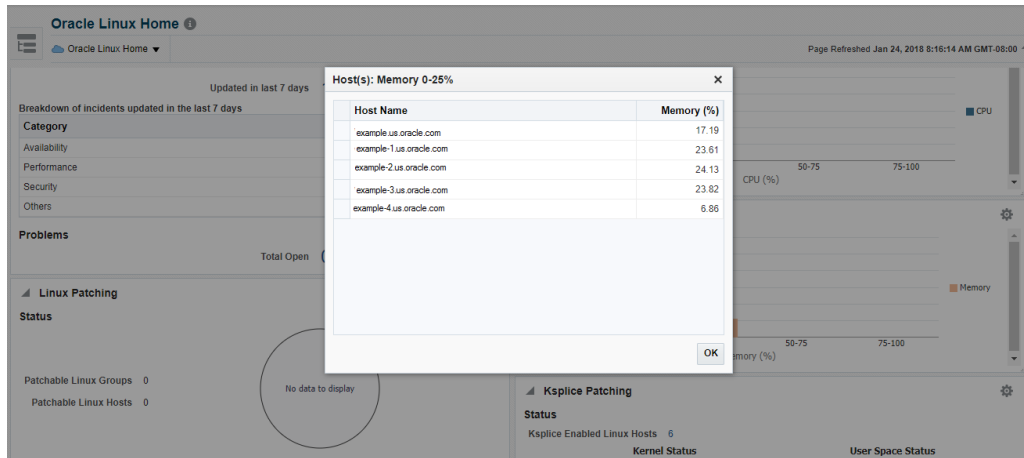 Oracle Linux Home
Oracle Linux Home
Page Refreshed Jan 24, 2018 8:16:14 AM GMT-08:00
Updated in last 7 days
Breakdown of incidents updated in the last 7 days
Category
Availability
Performance
Security
Others
Problems
Total Open
Host(s): Memory 0-25%
Host Name Memory (%)
example.us.oracle.com 17.19
example-1.us.oracle.com 23.61
example-2.us.oracle.com 24.13
example-3.us.oracle.com 23.82
example-4.us.oracle.com 6.86
OK
CPU
50-75 75-100
CPU (%)
Memory
50-75 75-100
emory (%)
Linux Patching
Status
Patchable Linux Groups 0
Patchable Linux Hosts 0
No data to display
Ksplice Patching
Status
Ksplice Enabled Linux Hosts 6
Kernel Status User Space Status